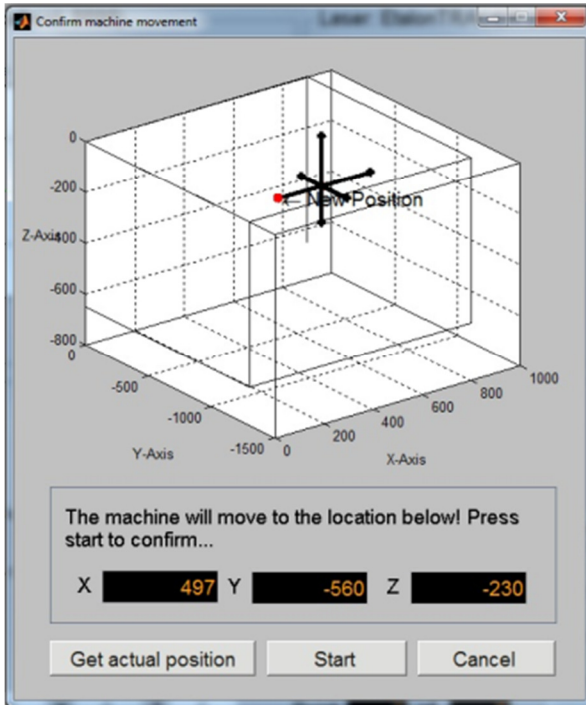 Confirm machine movement
0
-200
Z-Axis
-400
← New Position
-600
-800
0
-500
-1000
-1500
0
200
400
600
800
1000
Y-Axis
X-Axis
The machine will move to the location below! Press
start to confirm...
X 497 Y -560 Z -230
Get actual position Start Cancel